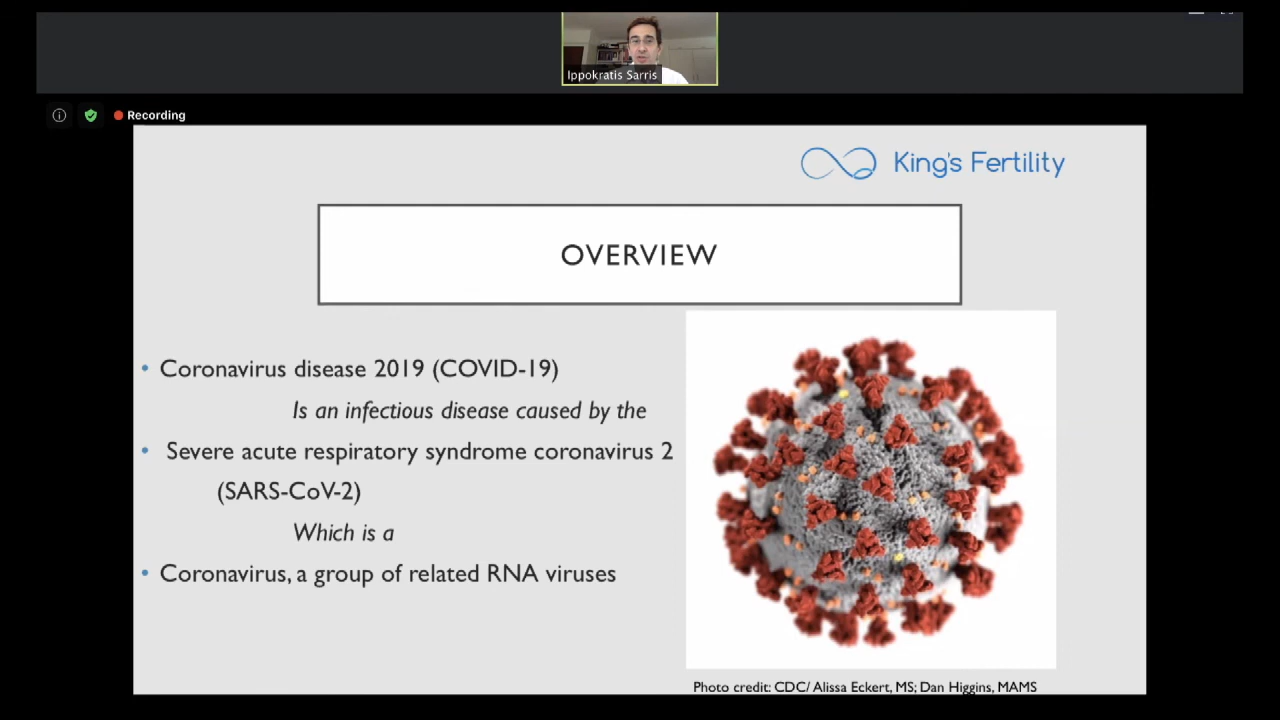 Ippokratis Sarris
Recording
King's Fertility
OVERVIEW
• Coronavirus disease 2019 (COVID-19)
Is an infectious disease caused by the
• Severe acute respiratory syndrome coronavirus 2
(SARS-CoV-2)
Which is a
• Coronavirus, a group of related RNA viruses
Photo credit: CDC/ Alissa Eckert, MS; Dan Higgins, MAMS